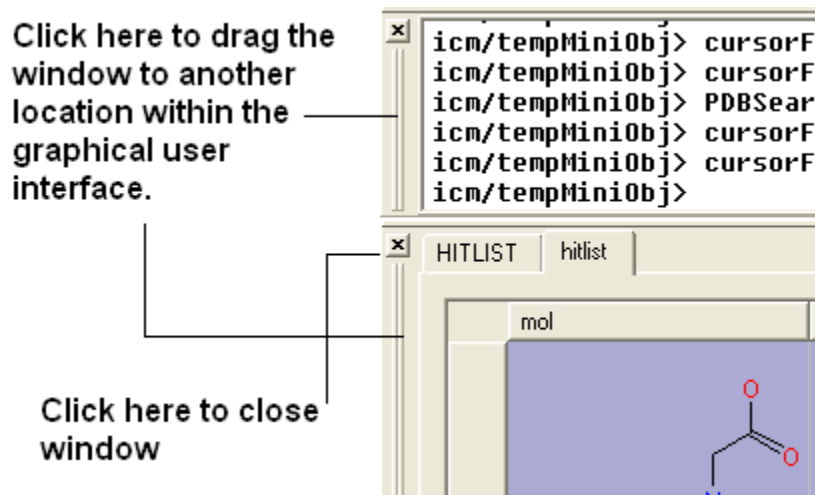 Click here to drag the
window to another
location within the
graphical user
interface.
icm/tempMiniObj> cursorF
icm/tempMiniObj> cursorF
icm/tempMiniObj> PDBSear
icm/tempMiniObj> cursorF
icm/tempMiniObj> cursorF
icm/tempMiniObj>
HITLIST hitlist
mol
O
O
N
Click here to close
window